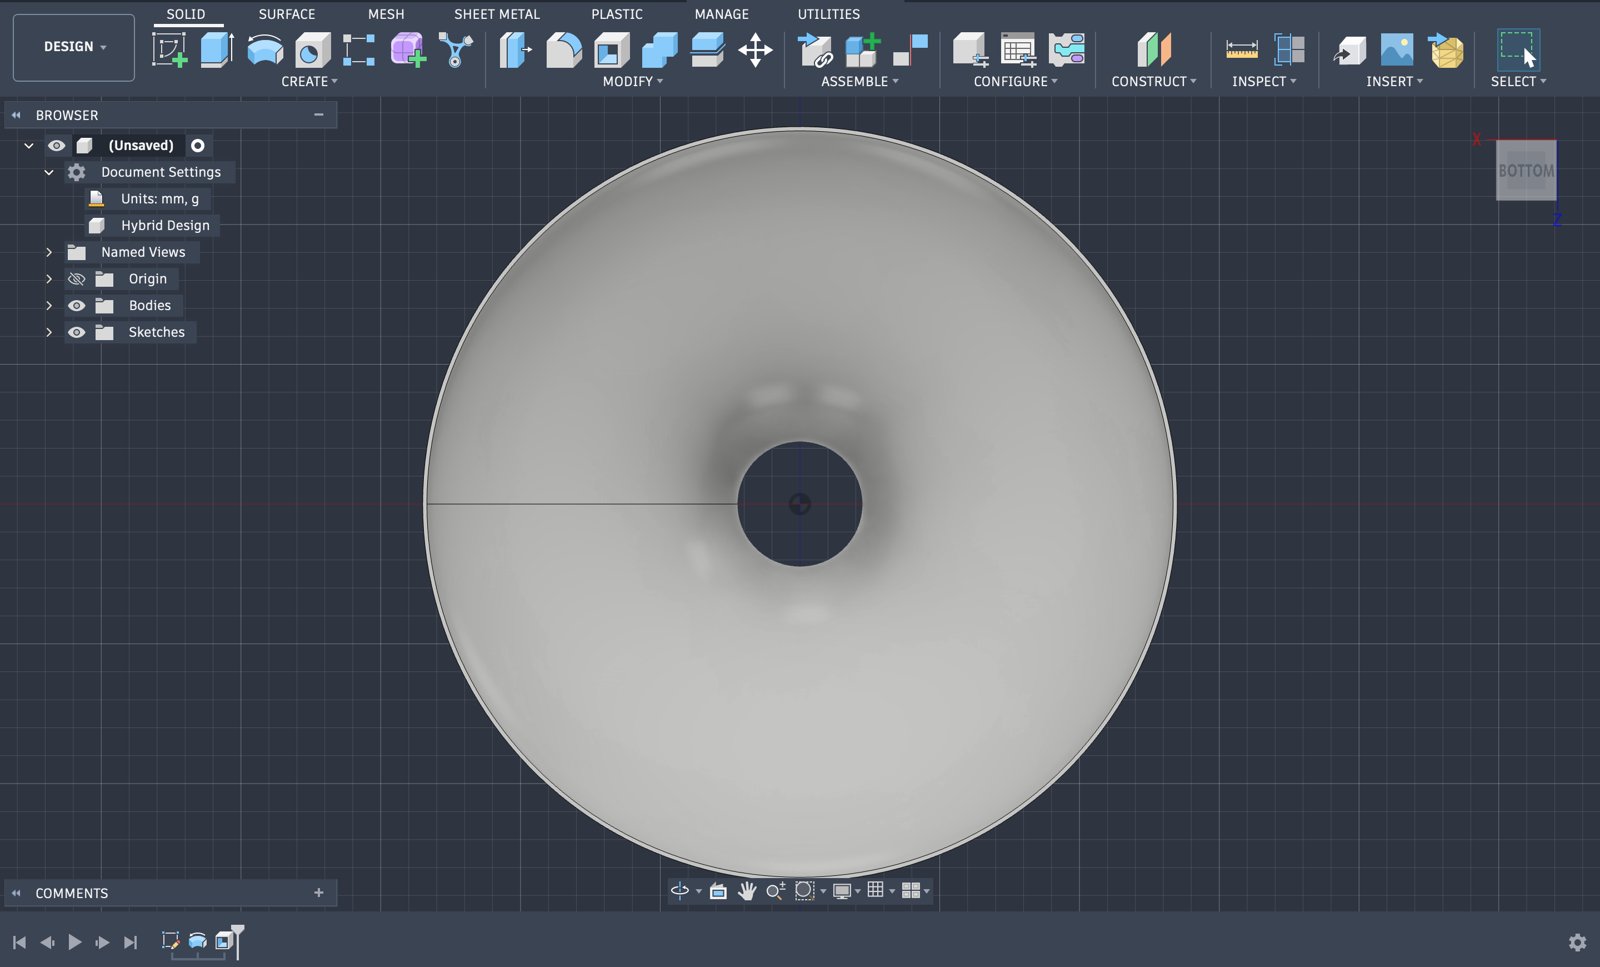 SOLID SURFACE MESH SHEET METAL PLASTIC MANAGE UTILITIES
DESIGN
CREATE MODIFY ASSEMBLE CONFIGURE CONSTRUCT INSPECT INSERT SELECT
BROWSER
(Unsaved)
Document Settings
Units: mm, g
Hybrid Design
Named Views
Origin
Bodies
Sketches
X
BOTTOM
Z
COMMENTS